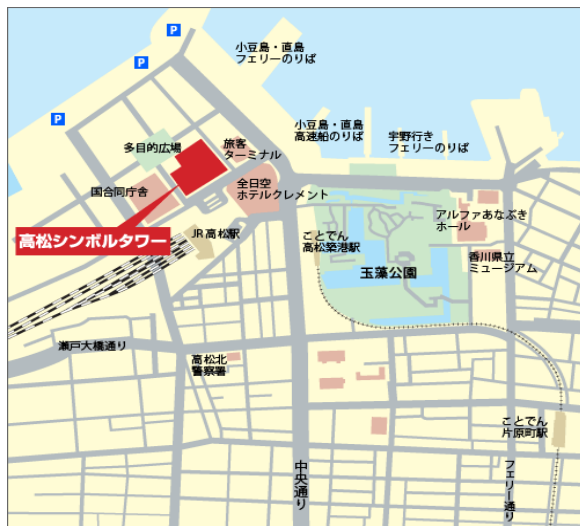 P
P
P
小豆島・直島
フェリーのりば
小豆島・直島
高速船のりば
宇野行き
フェリーのりば
多目的広場
旅客
ターミナル
国合同庁舎
全日空
ホテルクレメント
高松シンボルタワー
JR高松駅
ことでん
高松築港駅
アルファあなぶき
ホール
香川県立
ミュージアム
玉藻公園
瀬戸大橋通り
高松北
警察署
ことでん
片原町駅
中央通り
フェリー通り